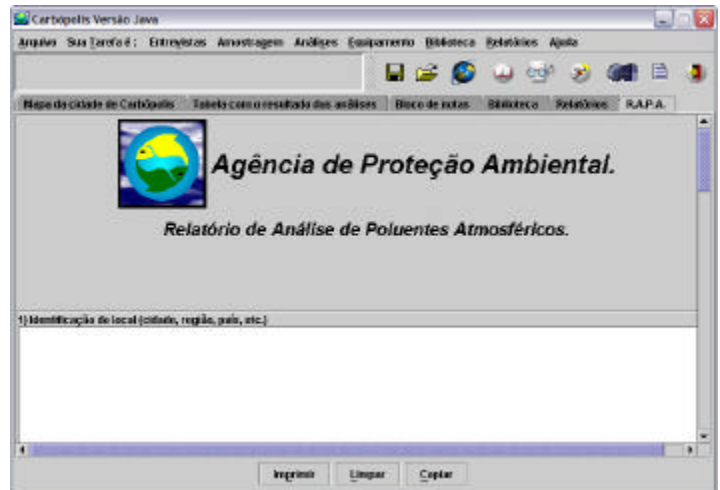 Carbópolis Versão Java
Arquivo Sua Tarefa é : Entrevistas Amostragem Análises Equipamento Biblioteca Relatórios Ajuda
Mapa da cidade de Carbópolis Tabela com o resultado das análises Bloco de notas Biblioteca Relatórios R.A.P.A.
Agência de Proteção Ambiental.
Relatório de Análise de Poluentes Atmosféricos.
1) Identificação do local (cidade, região, país, etc.)
Imprimir Limpar Copiar